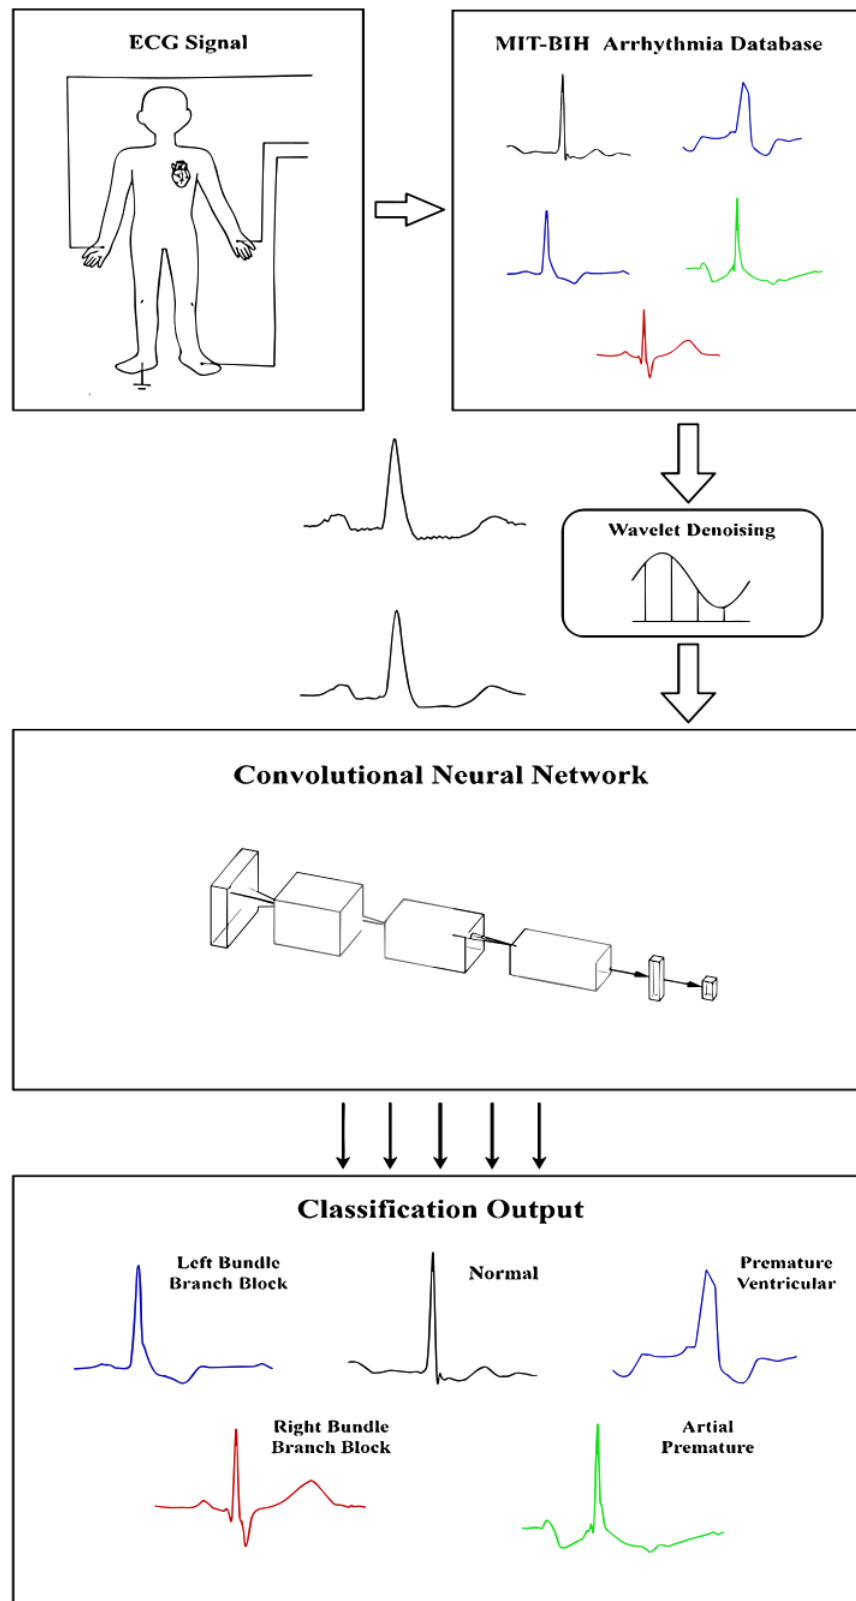 ECG Signal
MIT-BIH Arrhythmia Database
Wavelet Denoising
Convolutional Neural Network
Classification Output
Left Bundle
Branch Block
Normal
Premature
Ventricular
Right Bundle
Branch Block
Artial
Premature